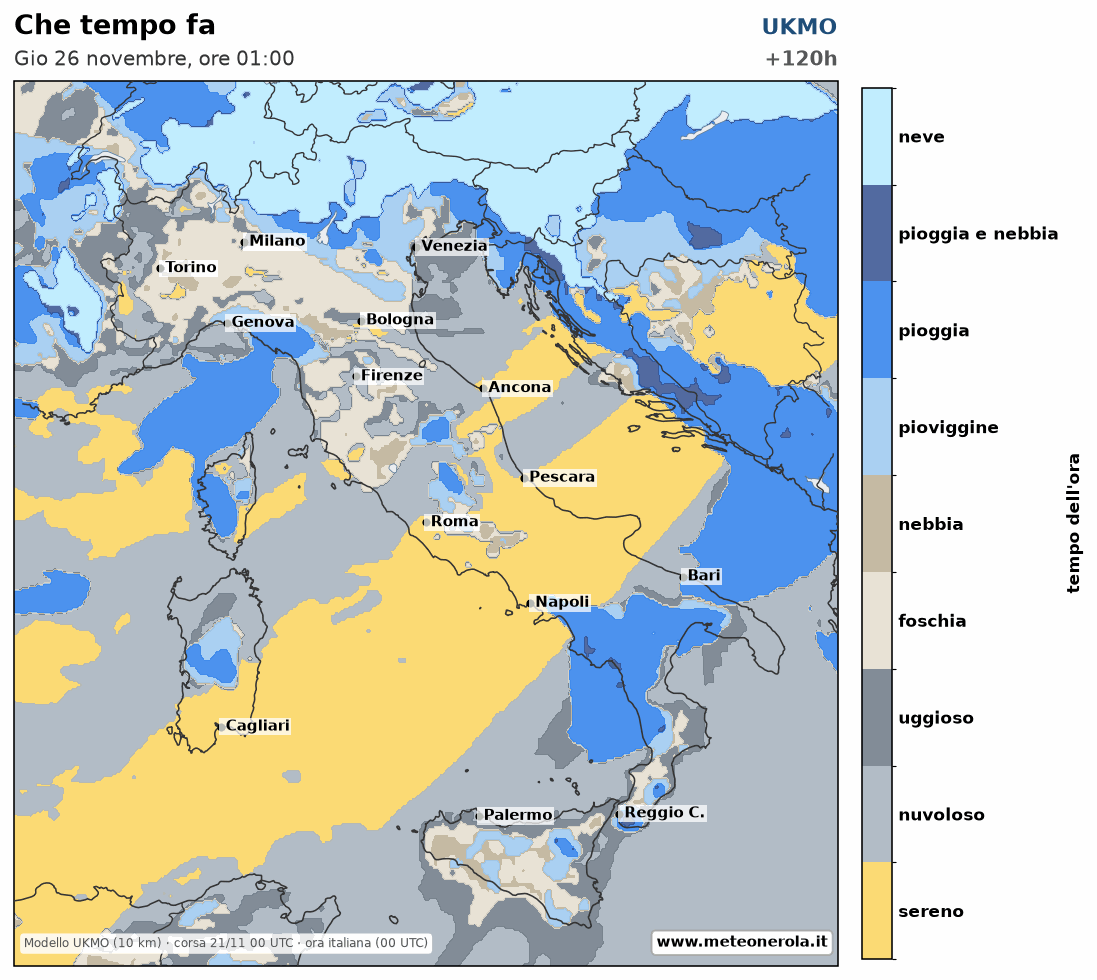 Che tempo fa
UKMO
Gio 26 novembre, ore 01:00
+120h
neve
pioggia e nebbia
pioggia
pioviggine
nebbia
foschia
uggioso
nuvoloso
sereno
tempo dell'ora
Milano
Venezia
Torino
Genova
Bologna
Firenze
Ancona
Pescara
Roma
Bari
Napoli
Cagliari
Palermo
Reggio C.
Modello UKMO (10 km) · corsa 21/11 00 UTC · ora italiana (00 UTC)
www.meteonerola.it